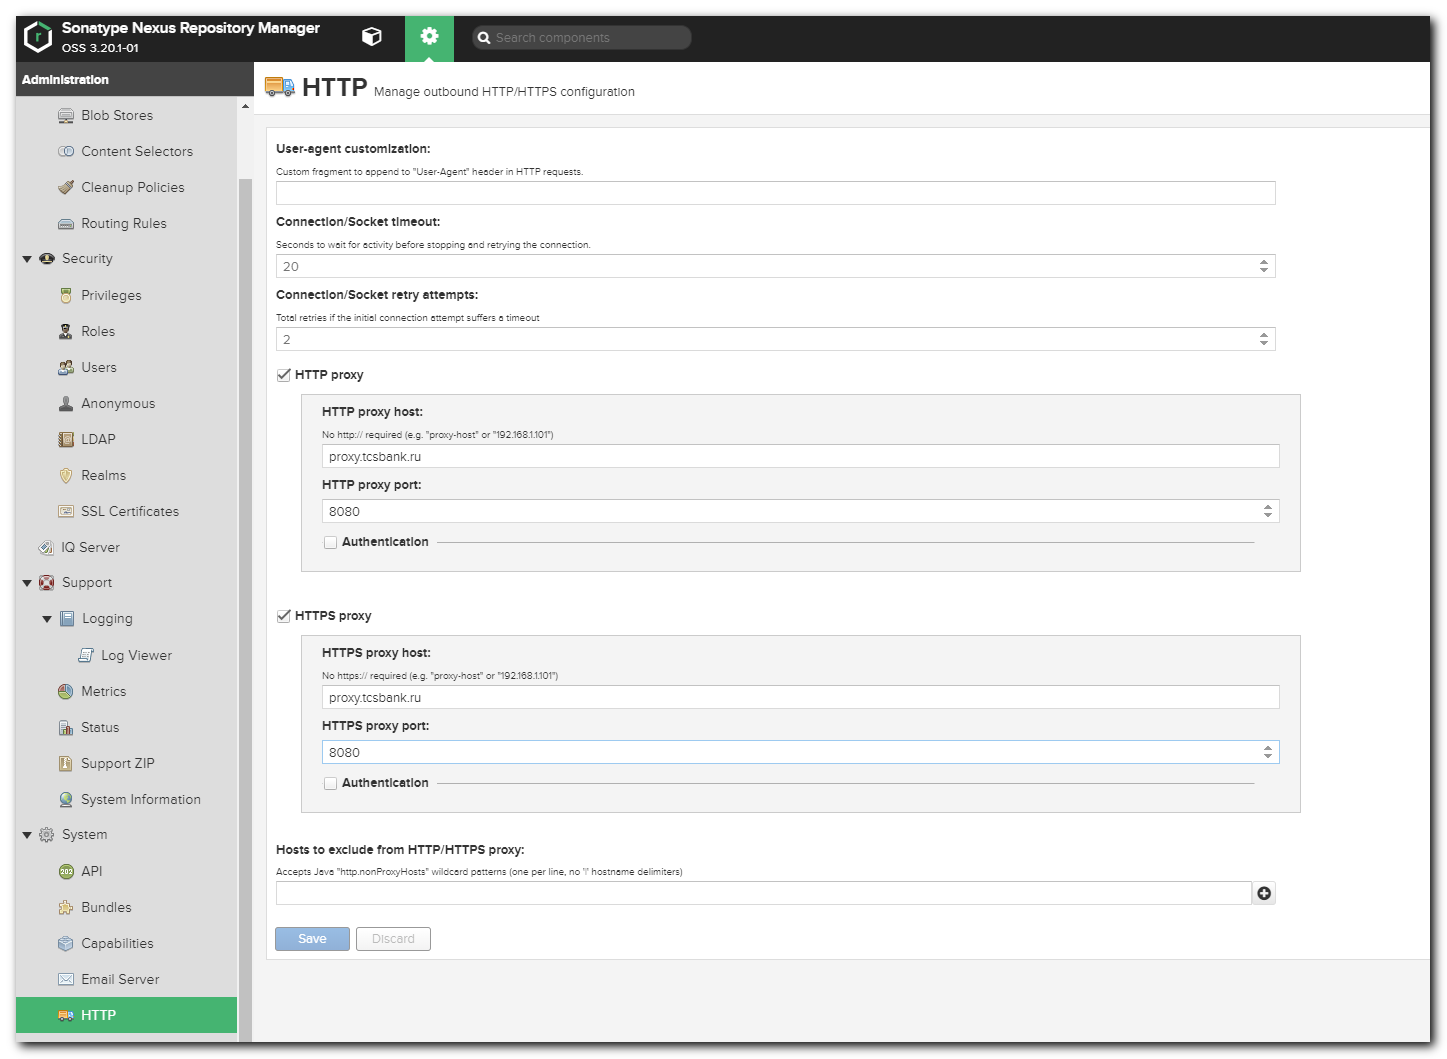 Sonatype Nexus Repository Manager
OSS 3.20.1-01
Search components
Administration
Blob Stores
Content Selectors
Cleanup Policies
Routing Rules
Security
Privileges
Roles
Users
Anonymous
LDAP
Realms
SSL Certificates
IQ Server
Support
Logging
Log Viewer
Metrics
Status
Support ZIP
System Information
System
API
Bundles
Capabilities
Email Server
HTTP
HTTP Manage outbound HTTP/HTTPS configuration
User-agent customization:
Custom fragment to append to "User-Agent" header in HTTP requests.
Connection/Socket timeout:
Seconds to wait for activity before stopping and retrying the connection.
20
Connection/Socket retry attempts:
Total retries if the initial connection attempt suffers a timeout
2
HTTP proxy
HTTP proxy host:
No http:// required (e.g. "proxy-host" or "192.168.1.101")
proxy.tcsbank.ru
HTTP proxy port:
8080
Authentication
HTTPS proxy
HTTPS proxy host:
No https:// required (e.g. "proxy-host" or "192.168.1.101")
proxy.tcsbank.ru
HTTPS proxy port:
8080
Authentication
Hosts to exclude from HTTP/HTTPS proxy:
Accepts Java "http.nonProxyHosts" wildcard patterns (one per line, no '|' hostname delimiters)
Save
Discard